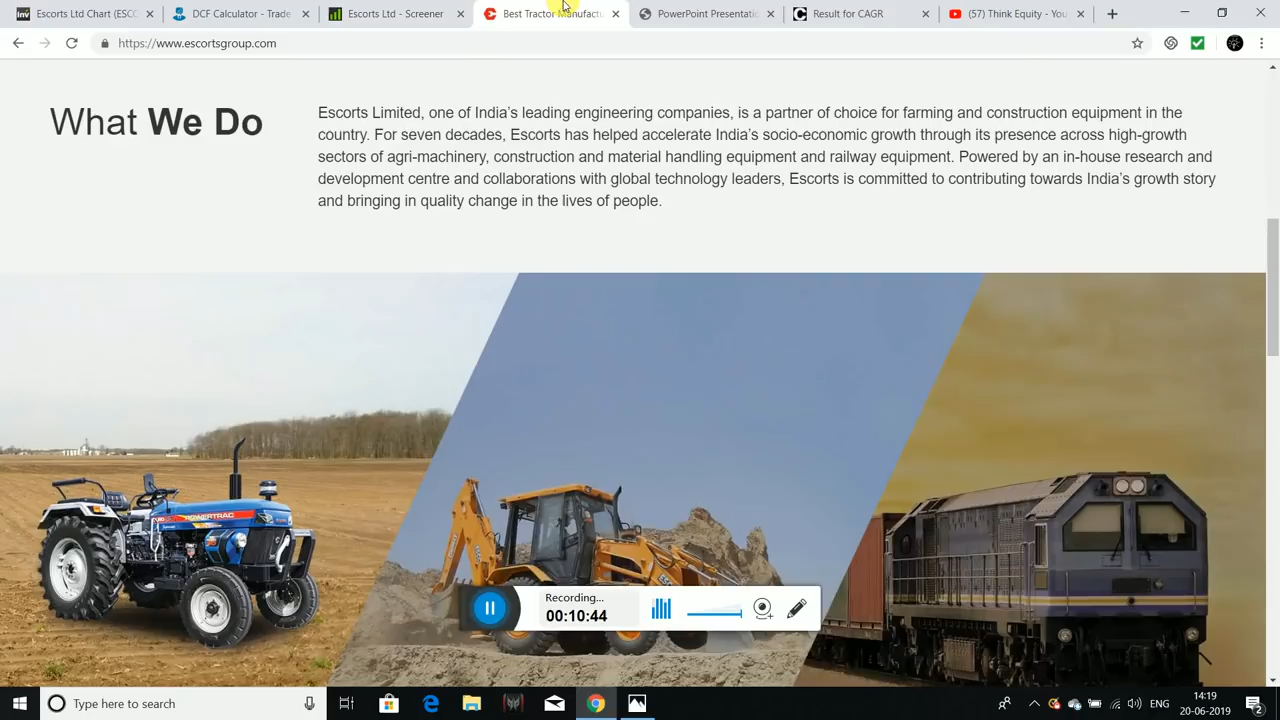 Escorts Ltd Chart (ESCC
DCF Calculator - Trade
Escorts Ltd - Screener
Best Tractor Manufactu
PowerPoint Presentatio
Result for CAGR
(57) Think Equity - You
https://www.escortsgroup.com
What We Do
Escorts Limited, one of India's leading engineering companies, is a partner of choice for farming and construction equipment in the
country. For seven decades, Escorts has helped accelerate India's socio-economic growth through its presence across high-growth
sectors of agri-machinery, construction and material handling equipment and railway equipment. Powered by an in-house research and
development centre and collaborations with global technology leaders, Escorts is committed to contributing towards India's growth story
and bringing in quality change in the lives of people.
POWERTRAC
Recording...
00:10:44
Type here to search
ENG
14:19
20-06-2019
2